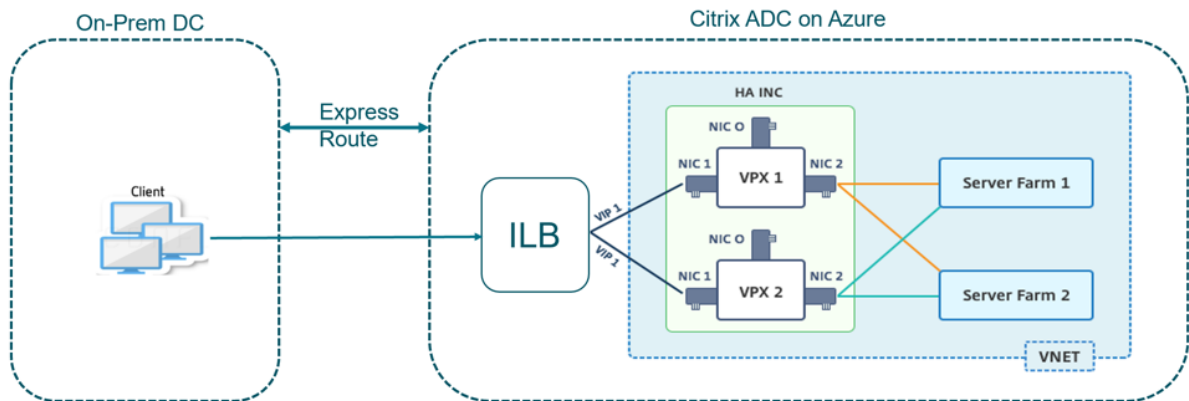 On-Prem DC
Citrix ADC on Azure
Express
Route
Client
ILB
VIP 1
VIP 1
HA INC
NIC O
NIC 1
NIC 2
VPX 1
NIC O
NIC 1
NIC 2
VPX 2
Server Farm 1
Server Farm 2
VNET